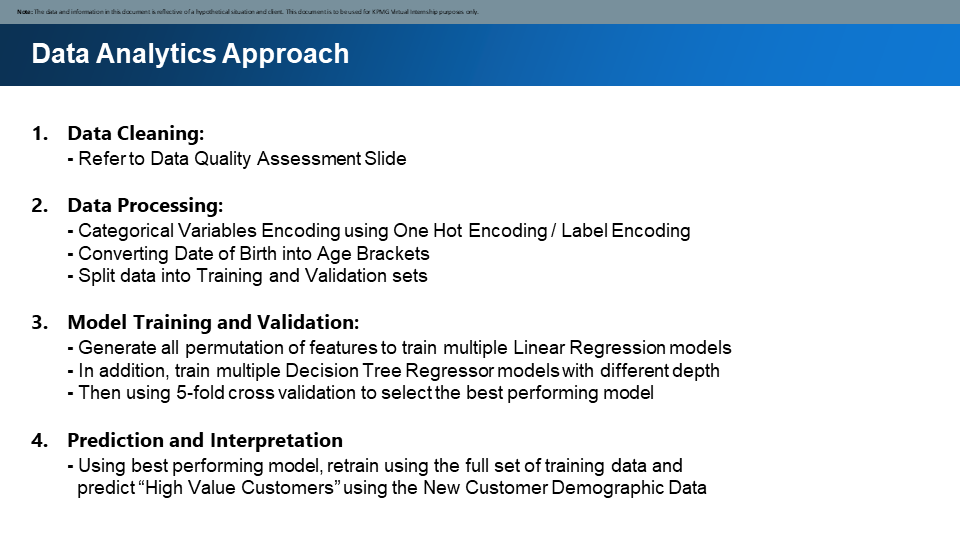 Note: The data and information in this document is reflective of a hypothetical situation and client. This document is to be used for KPMG Virtual Internship purposes only.
Data Analytics Approach
1. Data Cleaning:
- Refer to Data Quality Assessment Slide
2. Data Processing:
- Categorical Variables Encoding using One Hot Encoding / Label Encoding
- Converting Date of Birth into Age Brackets
- Split data into Training and Validation sets
3. Model Training and Validation:
- Generate all permutation of features to train multiple Linear Regression models
- In addition, train multiple Decision Tree Regressor models with different depth
- Then using 5-fold cross validation to select the best performing model
4. Prediction and Interpretation
- Using best performing model, retrain using the full set of training data and
predict “High Value Customers” using the New Customer Demographic Data